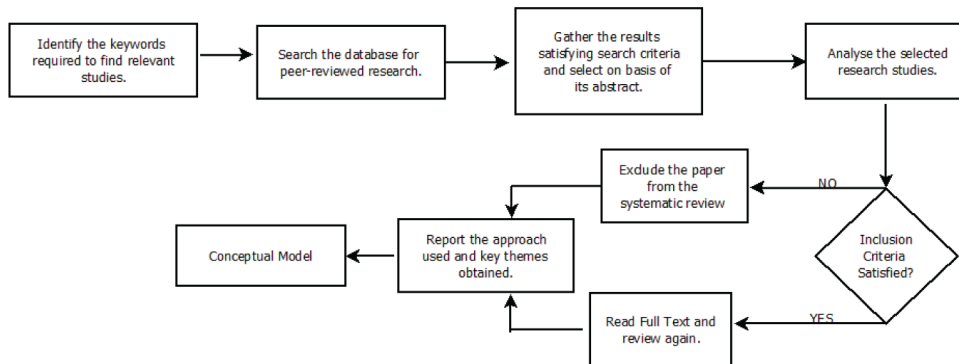 Identify the keywords
required to find relevant
studies.
Search the database for
peer-reviewed research.
Gather the results
satisfying search criteria
and select on basis of
its abstract.
Analyse the selected
research studies.
Exclude the paper
from the
systematic review
NO
Inclusion
Criteria
Satisfied?
YES
Read Full Text and
review again.
Report the approach
used and key themes
obtained.
Conceptual Model